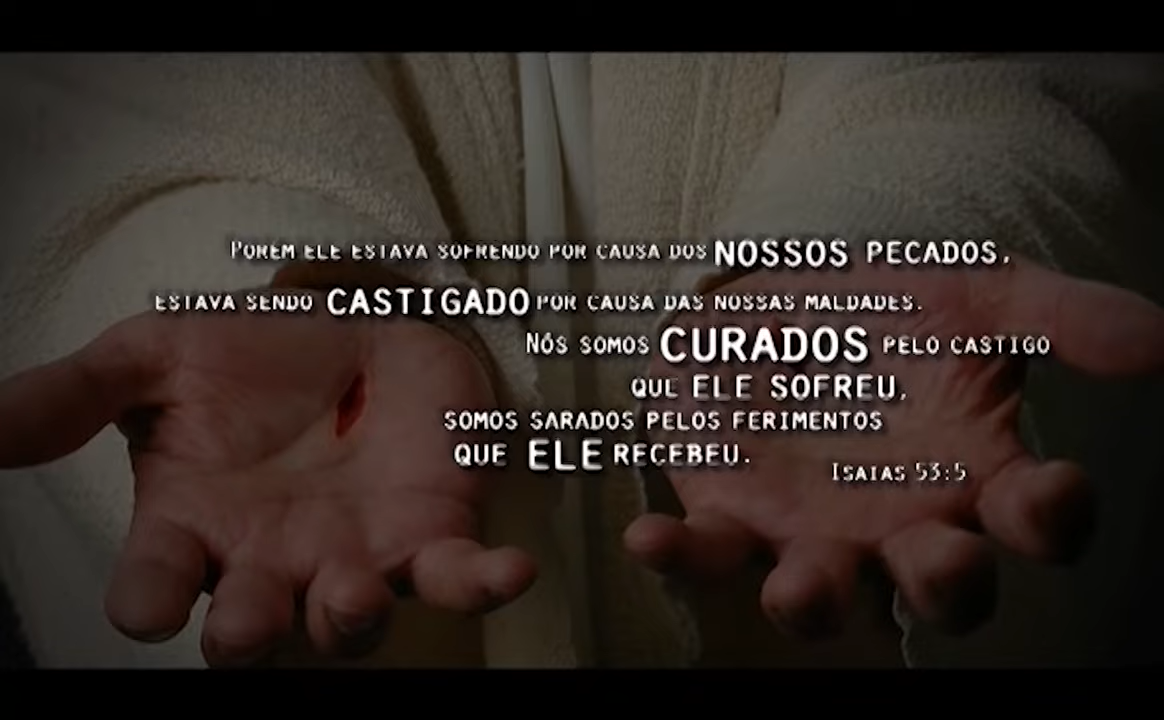 Porém ele estava sofrendo por causa dos NOSSOS PECADOS,
estava sendo CASTIGADO por causa das nossas maldades.
Nós somos CURADOS pelo castigo
que ELE SOFREU,
somos sarados pelos ferimentos
que ELE recebeu.
Isaias 53:5